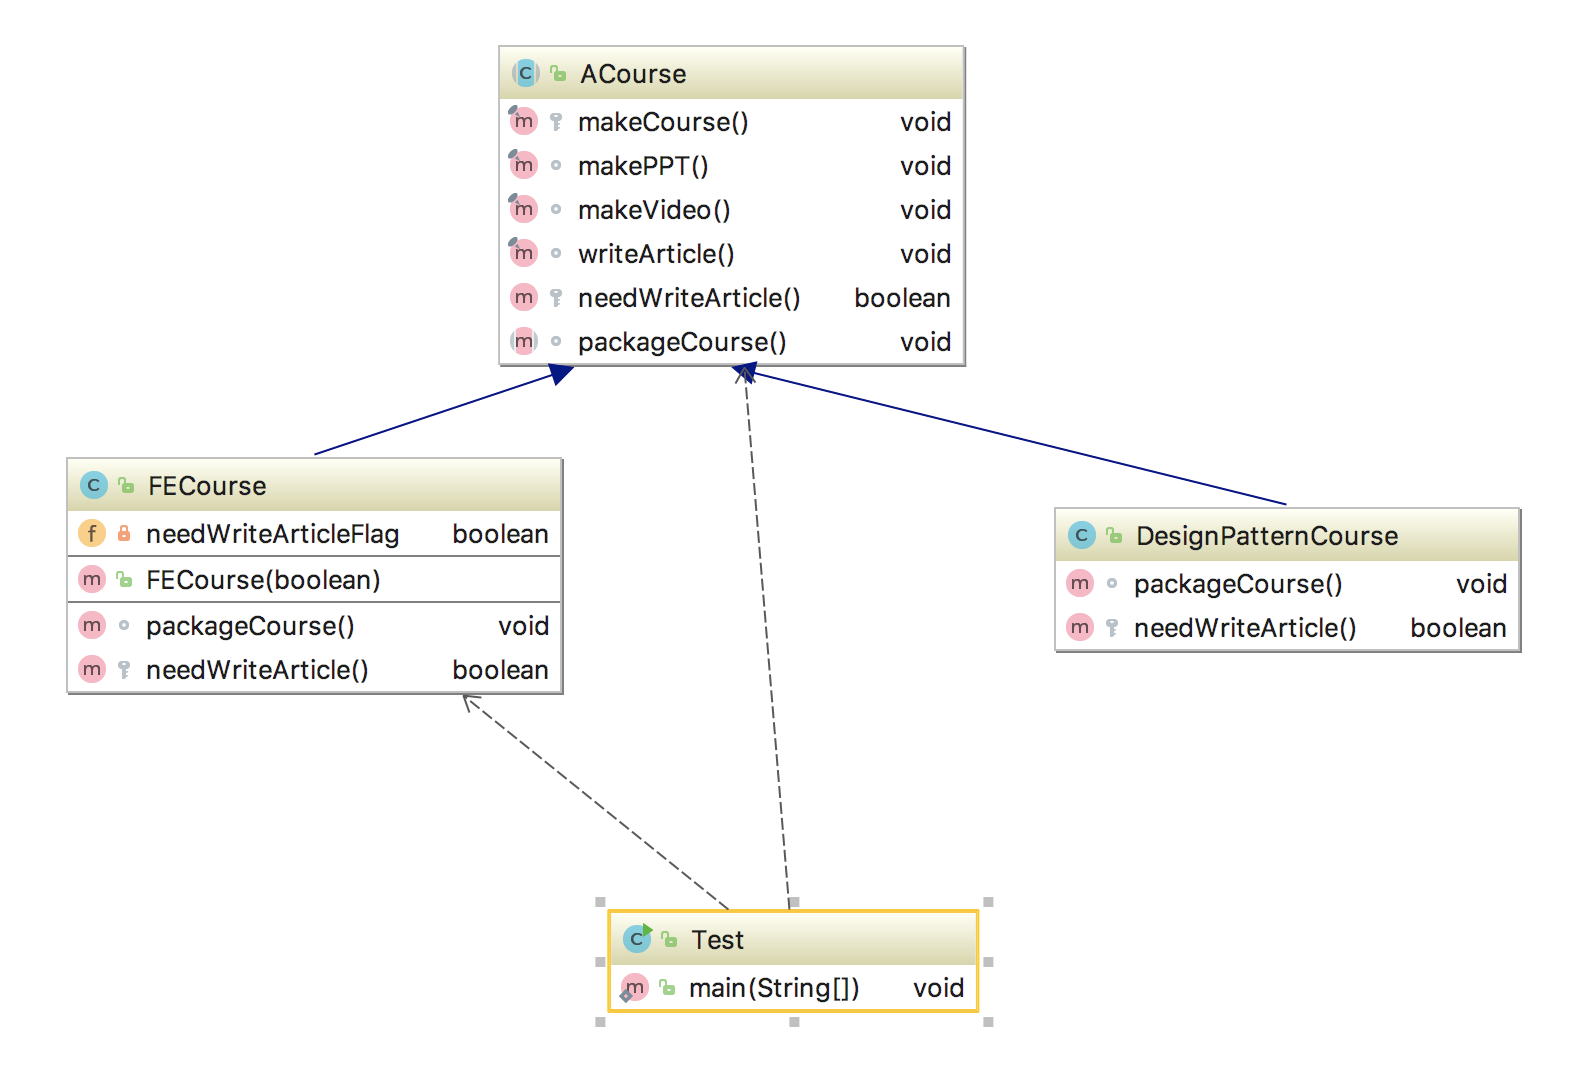 ACourse
makeCourse() void
makePPT() void
makeVideo() void
writeArticle() void
needWriteArticle() boolean
packageCourse() void
FECourse
needWriteArticleFlag boolean
FECourse(boolean)
packageCourse() void
needWriteArticle() boolean
DesignPatternCourse
packageCourse() void
needWriteArticle() boolean
Test
main(String[]) void